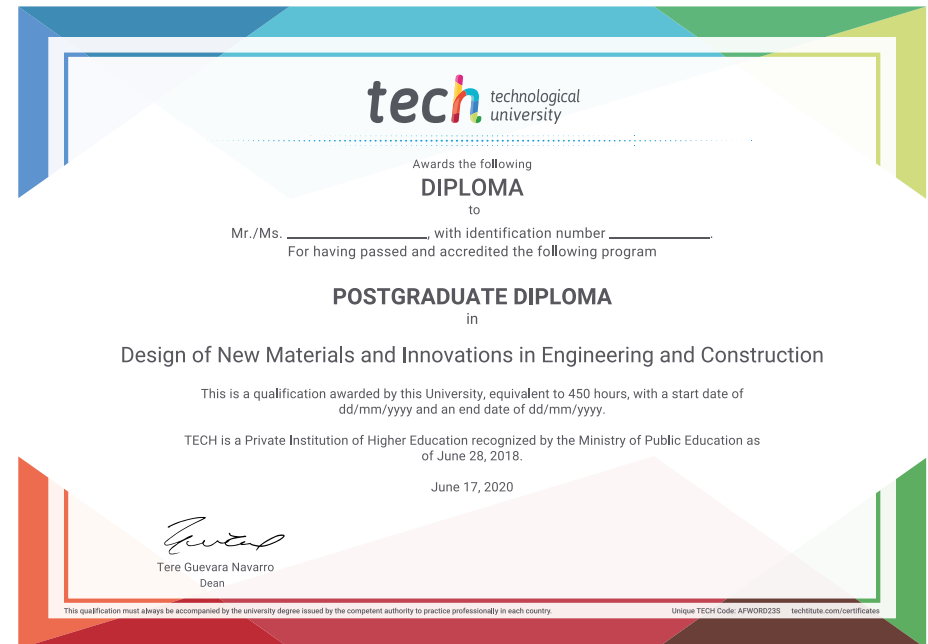 tech technological
university
Awards the following
DIPLOMA
to
Mr./Ms. ____________________, with identification number ______________.
For having passed and accredited the following program
POSTGRADUATE DIPLOMA
in
Design of New Materials and Innovations in Engineering and Construction
This is a qualification awarded by this University, equivalent to 450 hours, with a start date of
dd/mm/yyyy and an end date of dd/mm/yyyy.
TECH is a Private Institution of Higher Education recognized by the Ministry of Public Education as
of June 28, 2018.
June 17, 2020
Tere Guevara Navarro
Dean
This qualification must always be accompanied by the university degree issued by the competent authority to practice professionally in each country.
Unique TECH Code: AFWORD23S techtitute.com/certificates